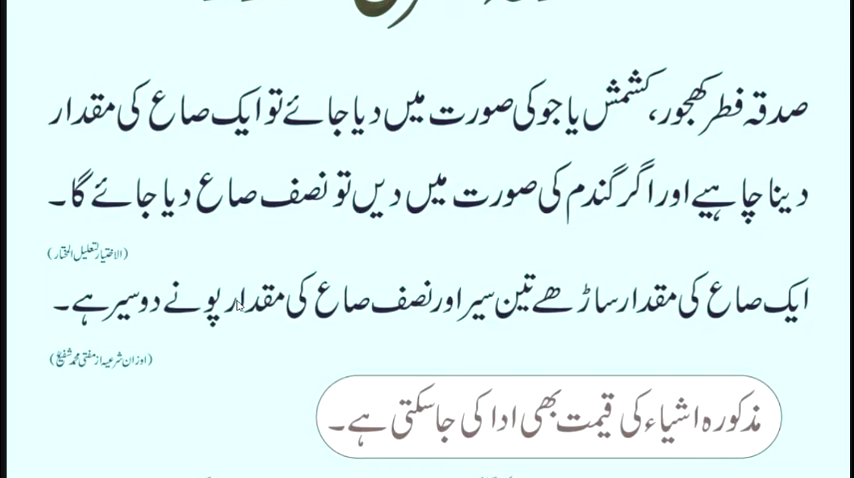 صدقہ فطر کھجور، کشمش یا جو کی صورت میں دیا جائے تو ایک صاع کی مقدار
دینا چاہیے اور اگر گندم کی صورت میں دیں تو نصف صاع دیا جائے گا۔
(الاختیار لتعلیل المختار)
ایک صاع کی مقدار ساڑھے تین سیر اور نصف صاع کی مقدار پونے دو سیر ہے۔
(اوزان شرعیہ از مفتی محمد شفیعؒ)
مذکورہ اشیاء کی قیمت بھی ادا کی جاسکتی ہے۔